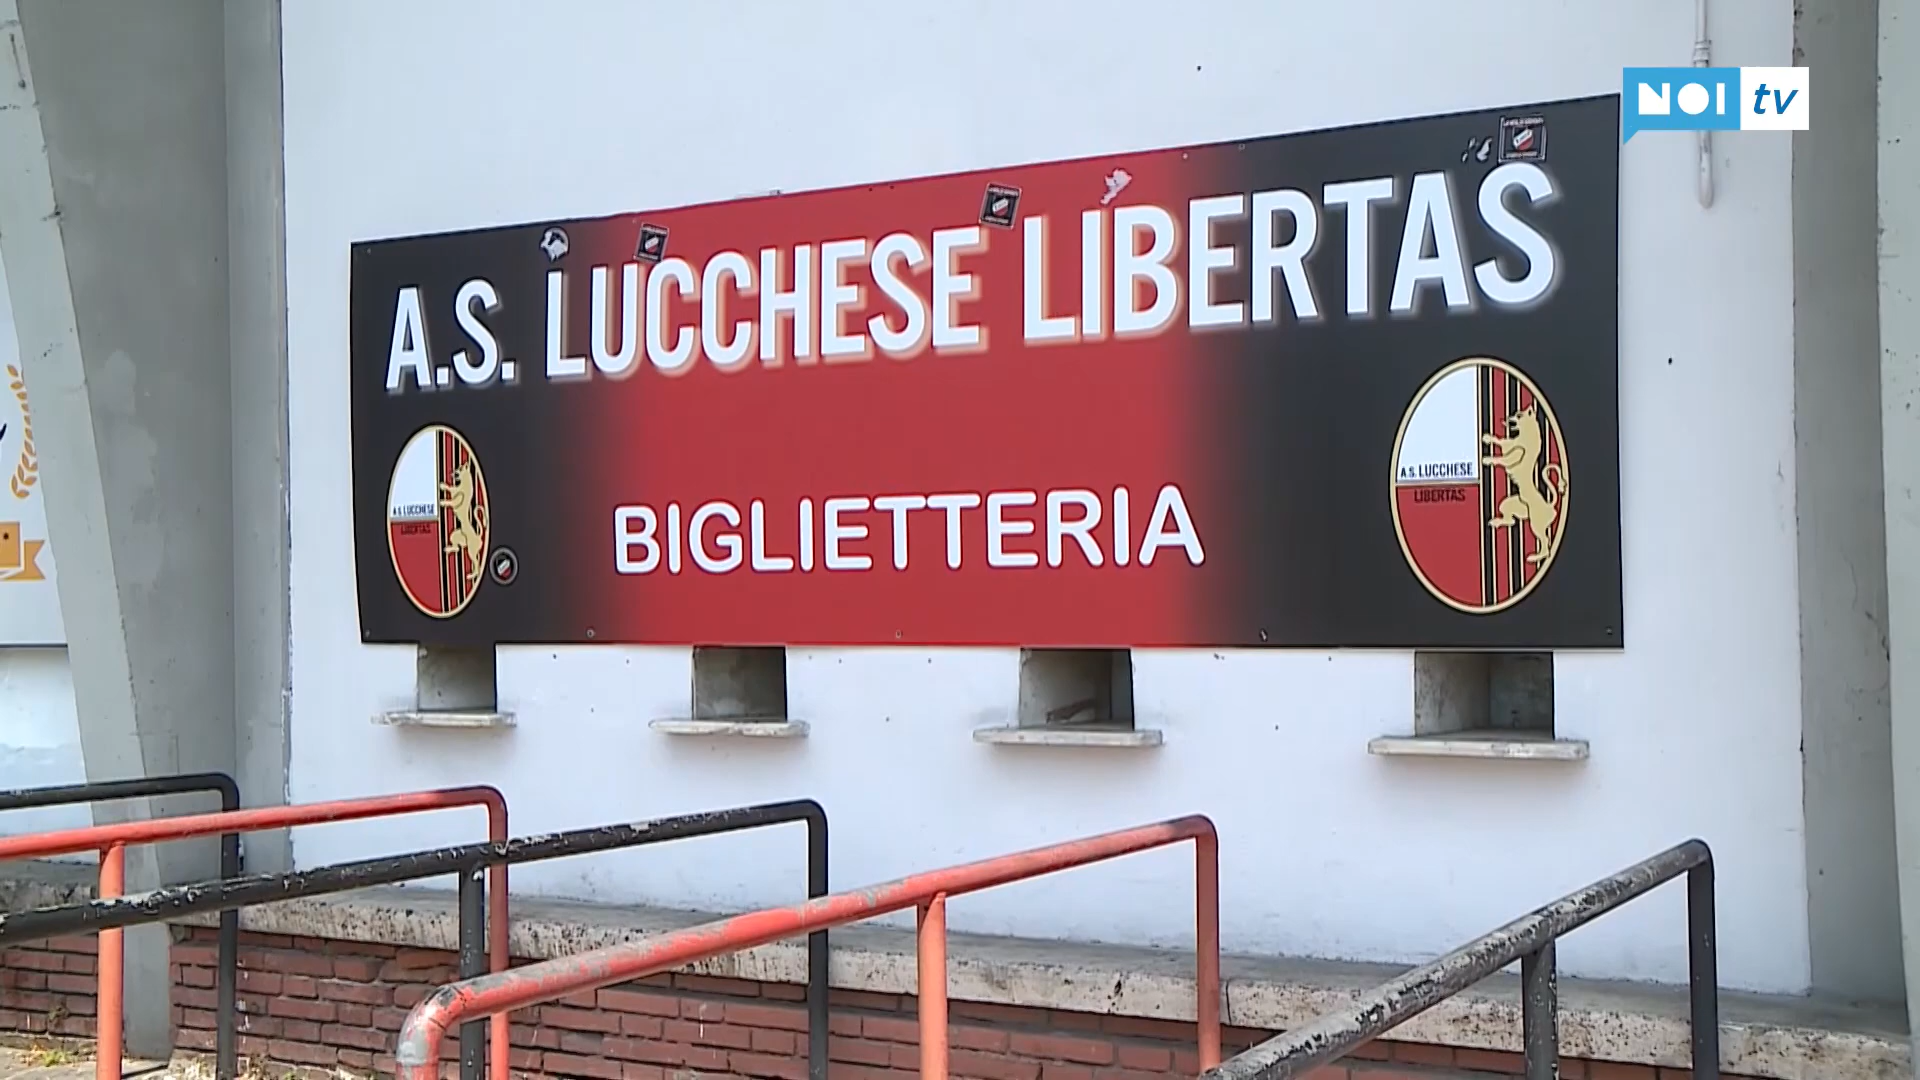 NOI tv
A.S. LUCCHESE LIBERTAS
A.S. LUCCHESE
LIBERTAS
BIGLIETTERIA
A.S. LUCCHESE
LIBERTAS